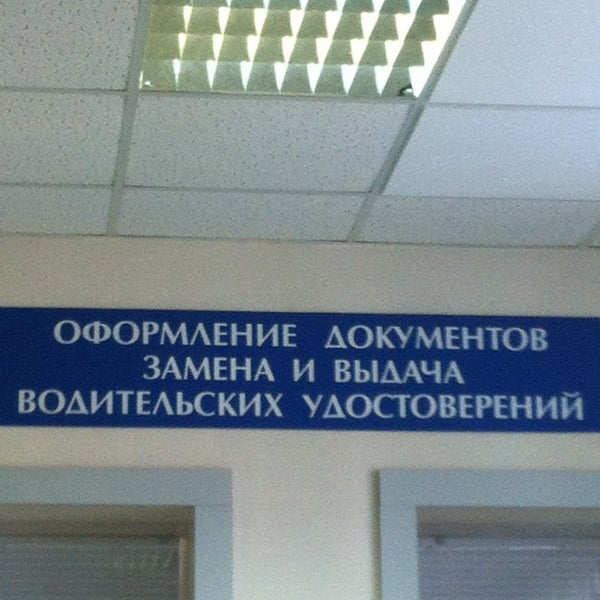 ОФОРМЛЕНИЕ ДОКУМЕНТОВ
ЗАМЕНА И ВЫДАЧА
ВОДИТЕЛЬСКИХ УДОСТОВЕРЕНИЙ